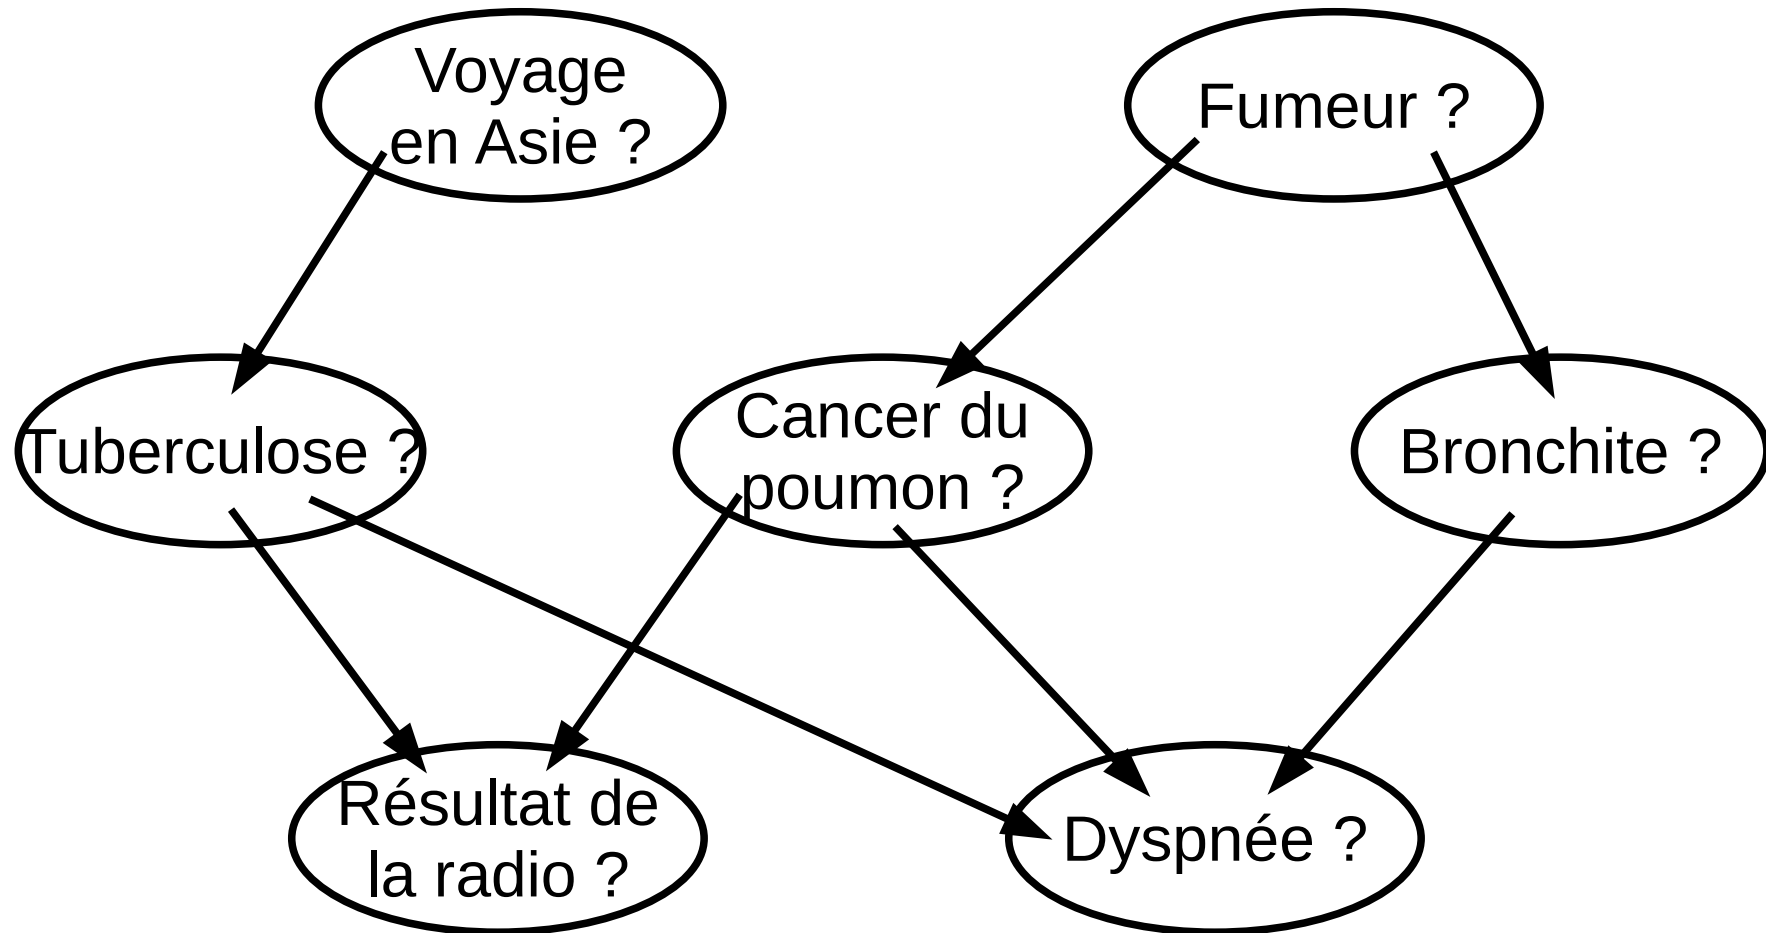 Voyage
en Asie ?
Fumeur ?
Tuberculose ?
Cancer du
poumon ?
Bronchite ?
Résultat de
la radio ?
Dyspnée ?